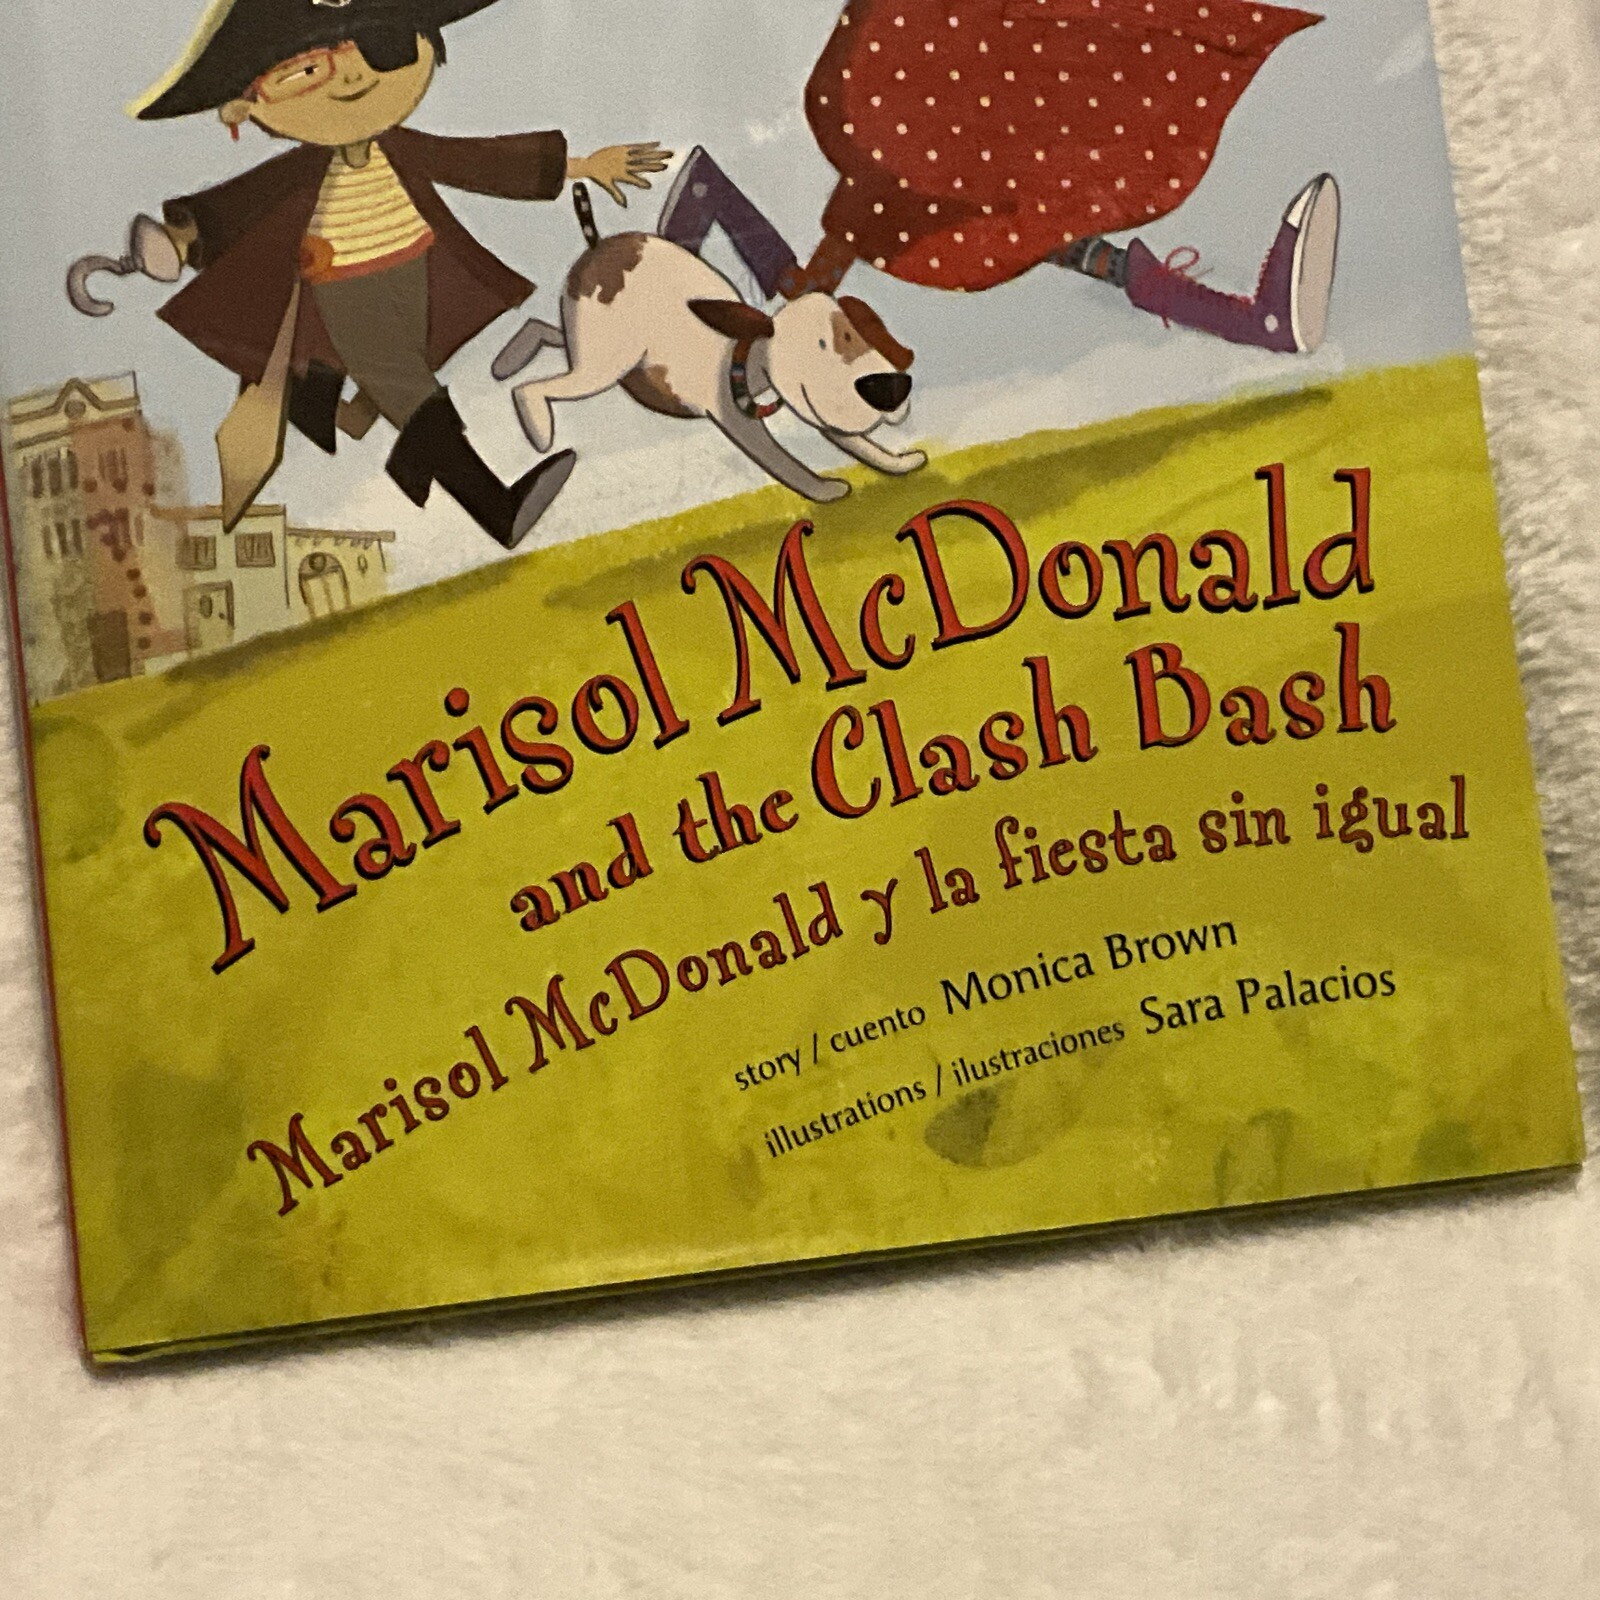 Marisol McDonald
and the Clash Bash
Marisol McDonald y la fiesta sin igual
story / cuento Monica Brown
illustrations / ilustraciones Sara Palacios